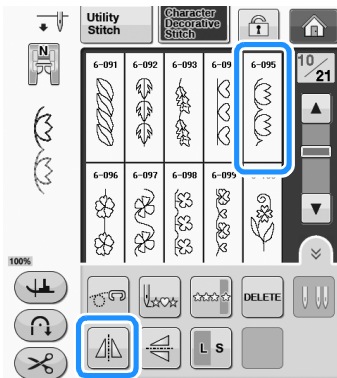 Utility
Stitch
Character
Decorative
Stitch
N
10/21
6-091 6-092 6-093 6-09 6-095
6-096 6-097 6-098 6-099
100%
DELETE
L S